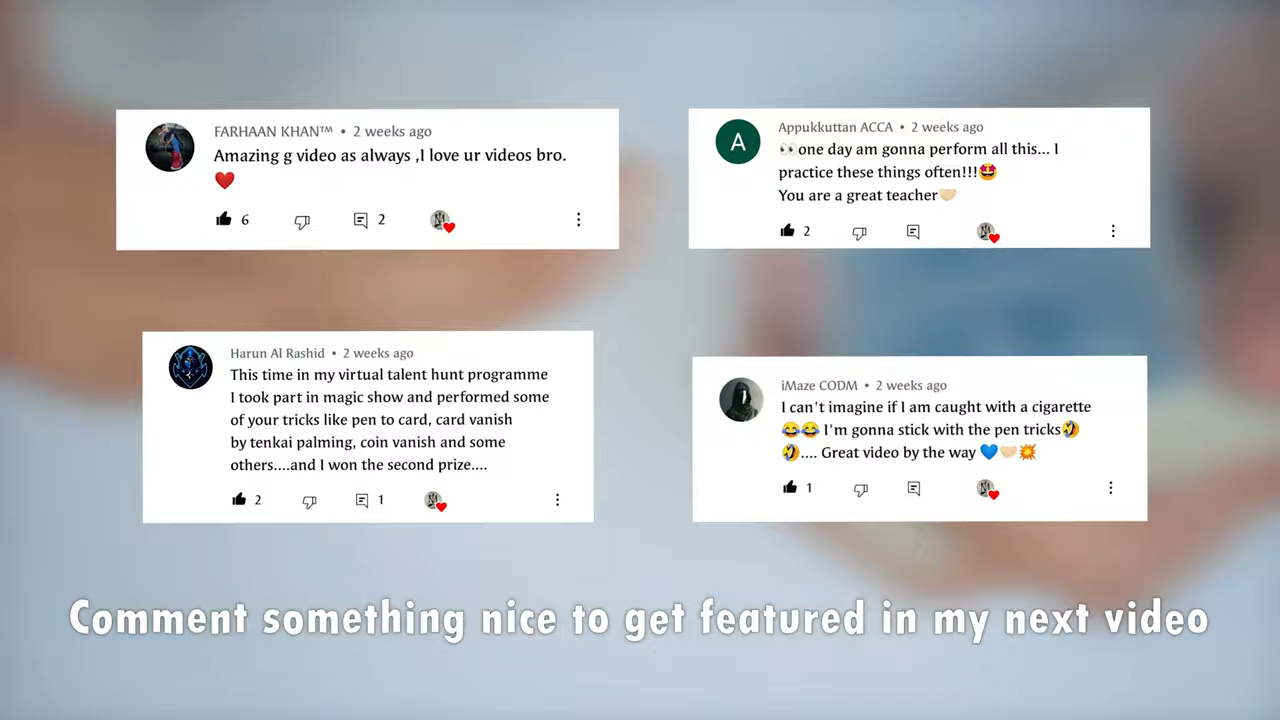 FARHAAN KHAN™ • 2 weeks ago
Amazing g video as always ,I love ur videos bro.
❤️
6 2
Appukkuttan ACCA • 2 weeks ago
👀one day am gonna perform all this... I
practice these things often!!!🤩
You are a great teacher🤝🏻
A
2
Harun Al Rashid • 2 weeks ago
This time in my virtual talent hunt programme
I took part in magic show and performed some
of your tricks like pen to card, card vanish
by tenkai palming, coin vanish and some
others....and I won the second prize....
2 1
iMaze CODM • 2 weeks ago
I can't imagine if I am caught with a cigarette
😂😂 I'm gonna stick with the pen tricks🤣
🤣.... Great video by the way 💙🤝🏻💥
1
Comment something nice to get featured in my next video